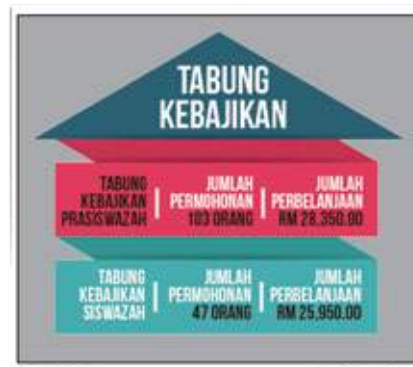 TABUNG
KEBAJIKAN
TABUNG
KEBAJIKAN
PRASISWAZAH
JUMLAH
PERMOHONAN
103 ORANG
JUMLAH
PERBELANJAAN
RM 28,350.00
TABUNG
KEBAJIKAN
SISWAZAH
JUMLAH
PERMOHONAN
47 ORANG
JUMLAH
PERBELANJAAN
RM 25,950.00